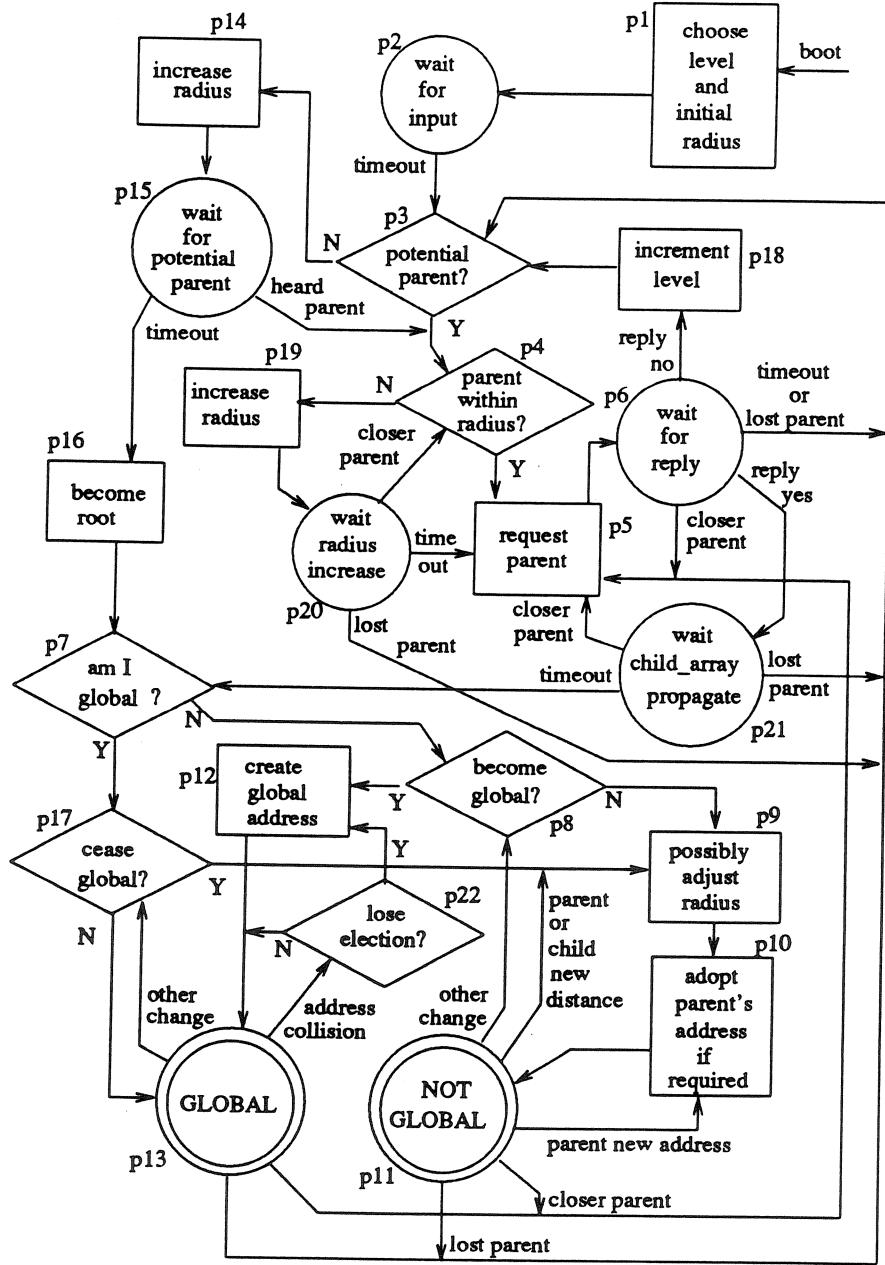 p14
increase
radius
p2
wait
for
input
p1
choose
level
and
initial
radius
boot
timeout
p15
wait
for
potential
parent
N
p3
potential
parent?
increment
level
p18
heard
parent
Y
timeout
p19
increase
radius
N
p4
parent
within
radius?
reply
no
p6
wait
for
reply
timeout
or
lost parent
closer
parent
Y
reply
yes
p16
become
root
wait
radius
increase
p20
time
out
request
parent
p5
closer
parent
lost
parent
closer
parent
wait
child_array
propagate
p21
lost
parent
timeout
p7
am I
global ?
N
Y
p12
create
global
address
Y
become
global?
p8
N
p17
cease
global?
Y
N
Y
p22
lose
election?
N
p9
possibly
adjust
radius
parent
or
child
new
distance
p10
adopt
parent's
address
if
required
other
change
address
collision
other
change
GLOBAL
p13
NOT
GLOBAL
p11
parent new address
closer parent
lost parent